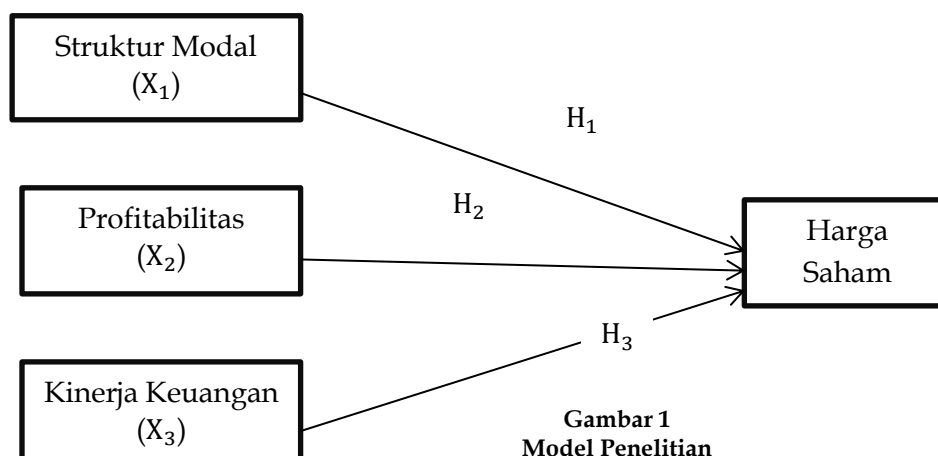 Struktur Modal
(X₁)
H₁
Profitabilitas
(X₂)
H₂
Harga
Saham
H₃
Kinerja Keuangan
(X₃)
Gambar 1
Model Penelitian